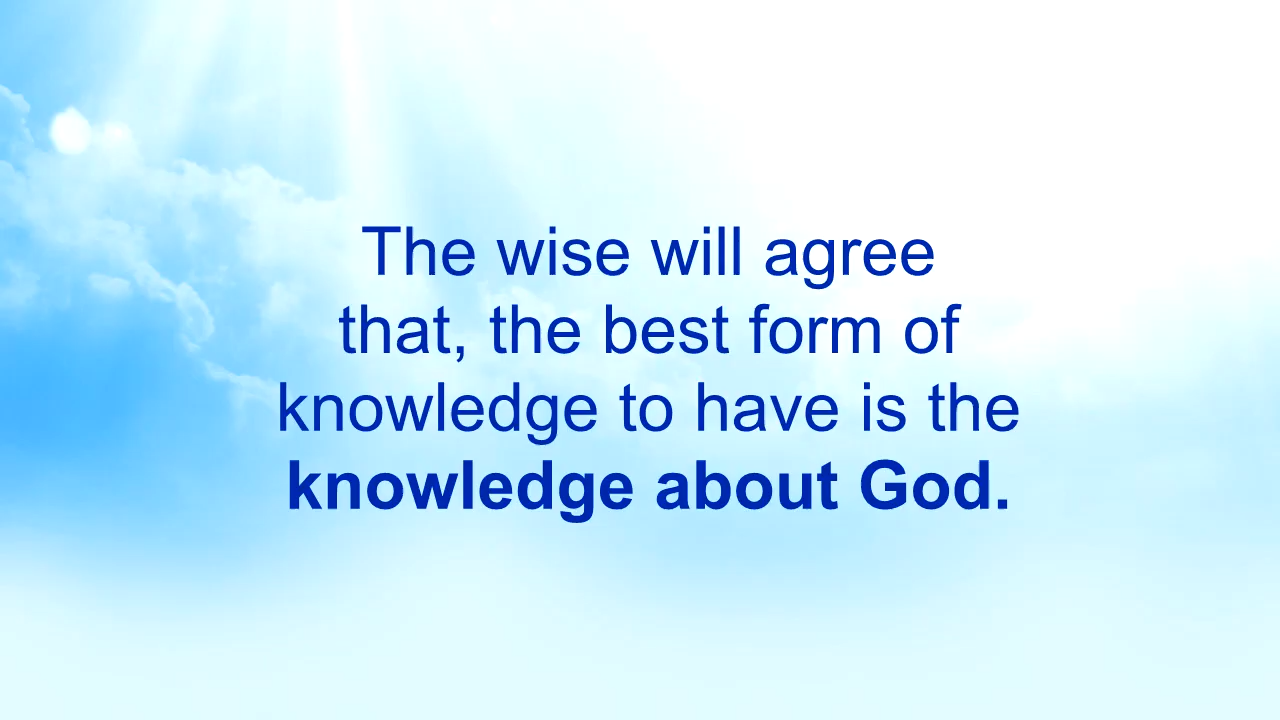 The wise will agree
that, the best form of
knowledge to have is the
knowledge about God.